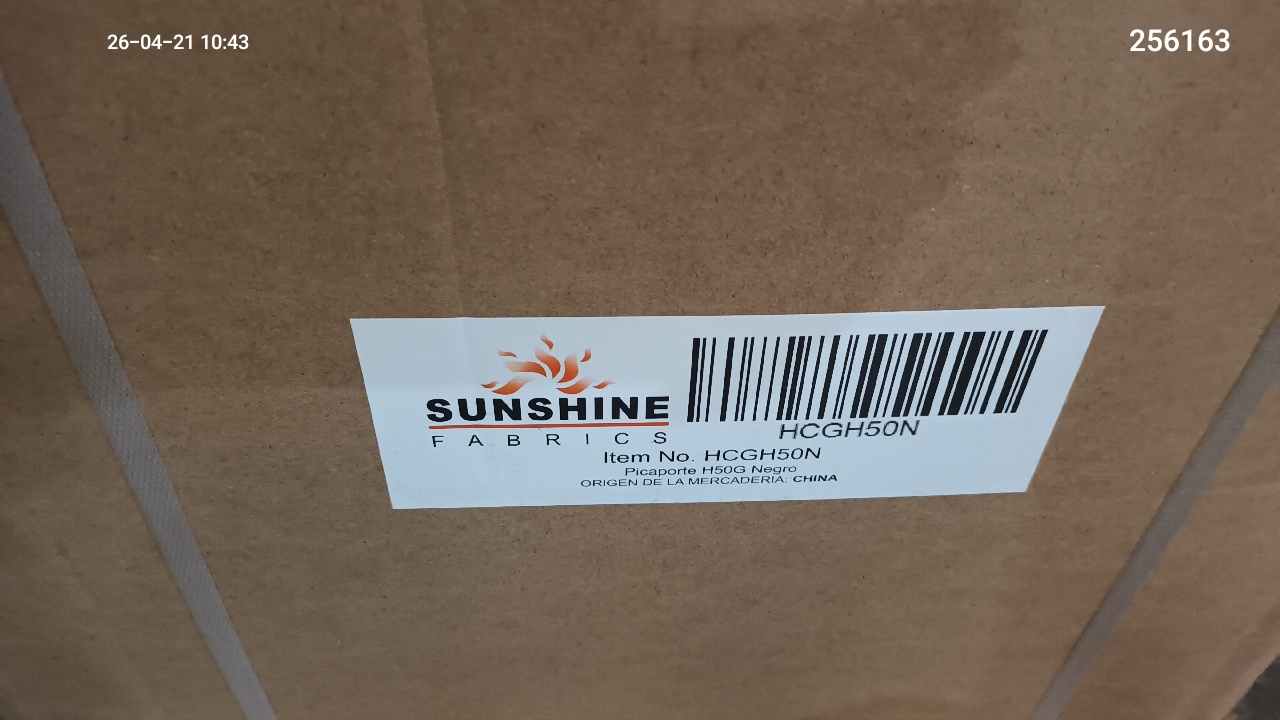 26-04-21 10:43
256163
SUNSHINE
FABRICS
HCGH50N
Item No. HCGH50N
Picaporte H50G Negro
ORIGEN DE LA MERCADERIA: CHINA